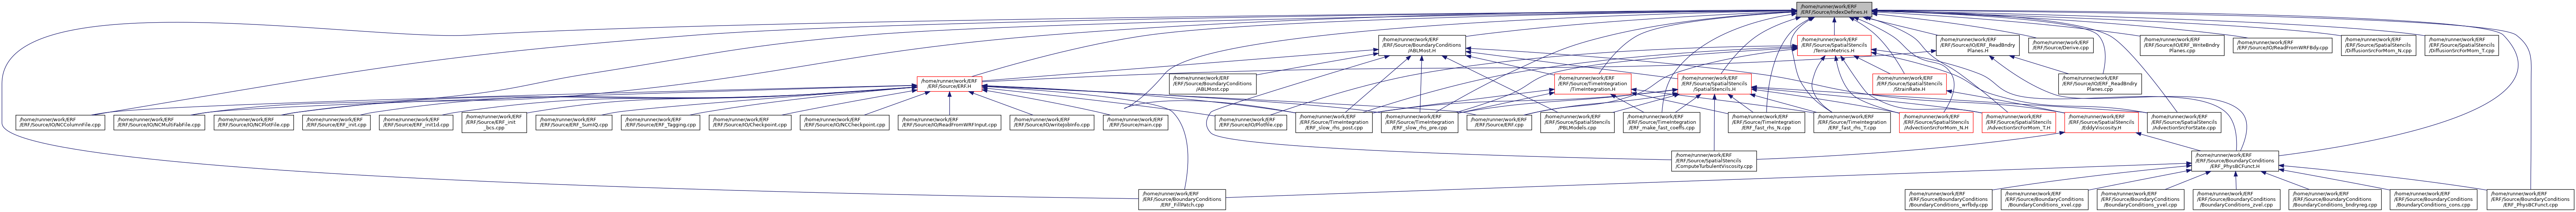 /home/runner/work/ERF
/ERF/Source/IndexDefines.H
/home/runner/work/ERF
/ERF/Source/BoundaryConditions
/ABLMost.H
/home/runner/work/ERF
/ERF/Source/SpatialStencils
/TerrainMetrics.H
/home/runner/work/ERF
/ERF/Source/IO/ERF_ReadBndry
Planes.H
/home/runner/work/ERF
/ERF/Source/Derive.cpp
/home/runner/work/ERF
/ERF/Source/IO/ERF_WriteBndry
Planes.cpp
/home/runner/work/ERF
/ERF/Source/IO/ReadFromWRFBdy.cpp
/home/runner/work/ERF
/ERF/Source/SpatialStencils
/DiffusionSrcForMom_N.cpp
/home/runner/work/ERF
/ERF/Source/SpatialStencils
/DiffusionSrcForMom_T.cpp
/home/runner/work/ERF
/ERF/Source/ERF.H
/home/runner/work/ERF
/ERF/Source/BoundaryConditions
/ABLMost.cpp
/home/runner/work/ERF
/ERF/Source/TimeIntegration
/TimeIntegration.H
/home/runner/work/ERF
/ERF/Source/SpatialStencils
/SpatialStencils.H
/home/runner/work/ERF
/ERF/Source/SpatialStencils
/StrainRate.H
/home/runner/work/ERF
/ERF/Source/IO/ERF_ReadBndry
Planes.cpp
/home/runner/work/ERF
/ERF/Source/IO/NCColumnFile.cpp
/home/runner/work/ERF
/ERF/Source/IO/NCMultiFabFile.cpp
/home/runner/work/ERF
/ERF/Source/IO/NCPlotFile.cpp
/home/runner/work/ERF
/ERF/Source/ERF_init.cpp
/home/runner/work/ERF
/ERF/Source/ERF_init1d.cpp
/home/runner/work/ERF
/ERF/Source/ERF_init
_bcs.cpp
/home/runner/work/ERF
/ERF/Source/ERF_SumIQ.cpp
/home/runner/work/ERF
/ERF/Source/ERF_Tagging.cpp
/home/runner/work/ERF
/ERF/Source/IO/Checkpoint.cpp
/home/runner/work/ERF
/ERF/Source/IO/NCCheckpoint.cpp
/home/runner/work/ERF
/ERF/Source/IO/ReadFromWRFInput.cpp
/home/runner/work/ERF
/ERF/Source/IO/writeJobInfo.cpp
/home/runner/work/ERF
/ERF/Source/main.cpp
/home/runner/work/ERF
/ERF/Source/IO/Plotfile.cpp
/home/runner/work/ERF
/ERF/Source/TimeIntegration
/ERF_slow_rhs_post.cpp
/home/runner/work/ERF
/ERF/Source/TimeIntegration
/ERF_slow_rhs_pre.cpp
/home/runner/work/ERF
/ERF/Source/ERF.cpp
/home/runner/work/ERF
/ERF/Source/SpatialStencils
/PBLModels.cpp
/home/runner/work/ERF
/ERF/Source/TimeIntegration
/ERF_make_fast_coeffs.cpp
/home/runner/work/ERF
/ERF/Source/TimeIntegration
/ERF_fast_rhs_N.cpp
/home/runner/work/ERF
/ERF/Source/TimeIntegration
/ERF_fast_rhs_T.cpp
/home/runner/work/ERF
/ERF/Source/SpatialStencils
/AdvectionSrcForMom_N.H
/home/runner/work/ERF
/ERF/Source/SpatialStencils
/AdvectionSrcForMom_T.H
/home/runner/work/ERF
/ERF/Source/SpatialStencils
/EddyViscosity.H
/home/runner/work/ERF
/ERF/Source/SpatialStencils
/AdvectionSrcForState.cpp
/home/runner/work/ERF
/ERF/Source/SpatialStencils
/ComputeTurbulentViscosity.cpp
/home/runner/work/ERF
/ERF/Source/BoundaryConditions
/ERF_PhysBCFunct.H
/home/runner/work/ERF
/ERF/Source/BoundaryConditions
/ERF_FillPatch.cpp
/home/runner/work/ERF
/ERF/Source/BoundaryConditions
/BoundaryConditions_wrfbdy.cpp
/home/runner/work/ERF
/ERF/Source/BoundaryConditions
/BoundaryConditions_xvel.cpp
/home/runner/work/ERF
/ERF/Source/BoundaryConditions
/BoundaryConditions_yvel.cpp
/home/runner/work/ERF
/ERF/Source/BoundaryConditions
/BoundaryConditions_zvel.cpp
/home/runner/work/ERF
/ERF/Source/BoundaryConditions
/BoundaryConditions_bndryreg.cpp
/home/runner/work/ERF
/ERF/Source/BoundaryConditions
/BoundaryConditions_cons.cpp
/home/runner/work/ERF
/ERF/Source/BoundaryConditions
/ERF_PhysBCFunct.cpp